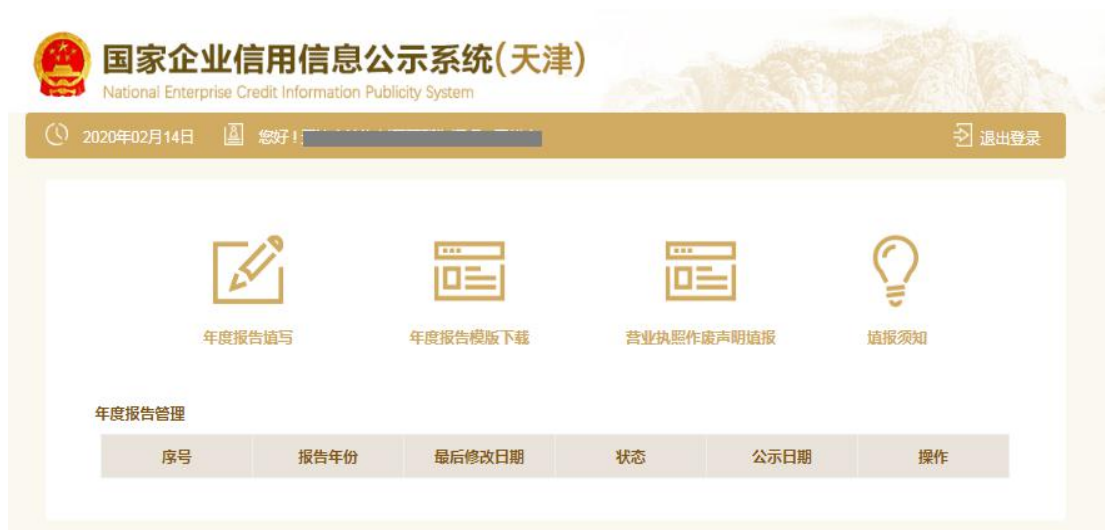 国家企业信用信息公示系统(天津)
National Enterprise Credit Information Publicity System
2020年02月14日 您好! 退出登录
年度报告填写 年度报告模版下载 营业执照作废声明填报 填报须知
年度报告管理
序号 报告年份 最后修改日期 状态 公示日期 操作